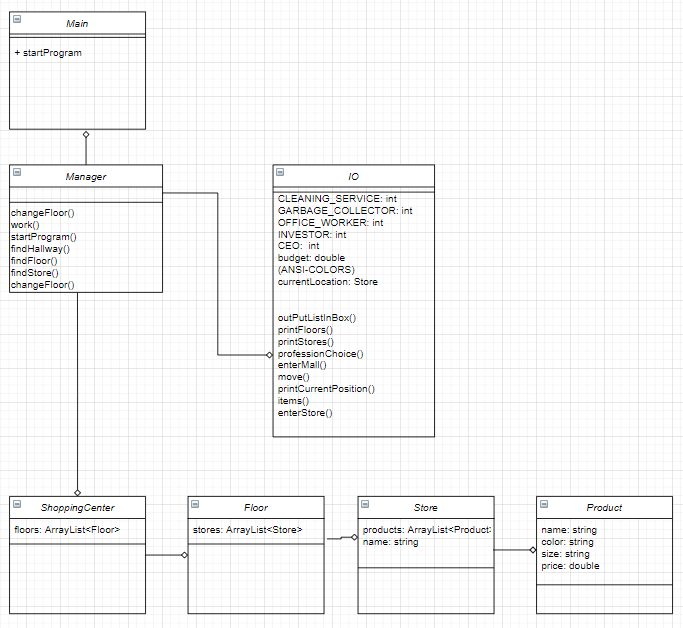 Main
+ startProgram
Manager
changeFloor()
work()
startProgram()
findHallway()
findFloor()
findStore()
changeFloor()
IO
CLEANING_SERVICE: int
GARBAGE_COLLECTOR: int
OFFICE_WORKER: int
INVESTOR: int
CEO: int
budget: double
(ANSI-COLORS)
currentLocation: Store
outPutListInBox()
printFloors()
printStores()
professionChoice()
enterMall()
move()
printCurrentPosition()
items()
enterStore()
ShoppingCenter
floors: ArrayList<Floor>
Floor
stores: ArrayList<Store>
Store
products: ArrayList<Product>
name: string
Product
name: string
color: string
size: string
price: double